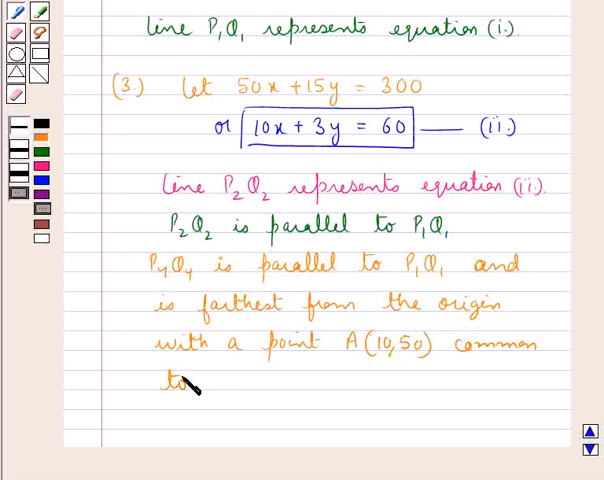 line P₁Q₁ represents equation (i.)
(3.) Let 50x + 15y = 300
or 10x + 3y = 60 —— (ii.)
Line P₂Q₂ represents equation (ii).
P₂Q₂ is parallel to P₁Q₁
P₄Q₄ is parallel to P₁Q₁ and
is farthest from the origin
with a point A(10,50) common
to